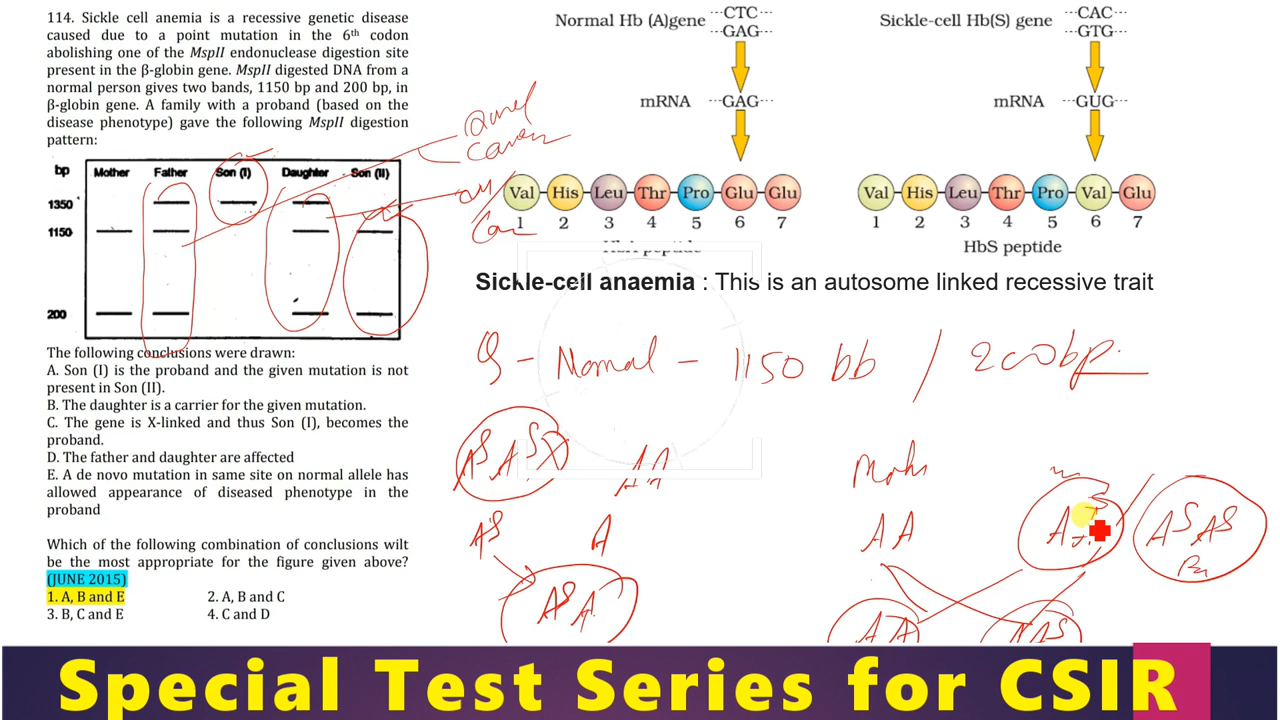 114. Sickle cell anemia is a recessive genetic disease
caused due to a point mutation in the 6th codon
abolishing one of the MspII endonuclease digestion site
present in the β-globin gene. MspII digested DNA from a
normal person gives two bands, 1150 bp and 200 bp, in
β-globin gene. A family with a proband (based on the
disease phenotype) gave the following MspII digestion
pattern:
bp Mother Father Son (I) Daughter Son (II)
1350
1150
200
The following conclusions were drawn:
A. Son (I) is the proband and the given mutation is not
present in Son (II).
B. The daughter is a carrier for the given mutation.
C. The gene is X-linked and thus Son (I), becomes the
proband.
D. The father and daughter are affected
E. A de novo mutation in same site on normal allele has
allowed appearance of diseased phenotype in the
proband
Which of the following combination of conclusions wilt
be the most appropriate for the figure given above?
(JUNE 2015)
1. A, B and E 2. A, B and C
3. B, C and E 4. C and D
Normal Hb (A)gene
---CTC---
---GAG---
mRNA ---GAG---
Val His Leu Thr Pro Glu Glu
1 2 3 4 5 6 7
Sickle-cell Hb(S) gene
---CAC---
---GTG---
mRNA ---GUG---
Val His Leu Thr Pro Val Glu
1 2 3 4 5 6 7
HbS peptide
Sickle-cell anaemia : This is an autosome linked recessive trait
- Normal - 1150 bb / 200bp
AS AS AA
AS A
AS A
AA
AS AS
AA
Special Test Series for CSIR